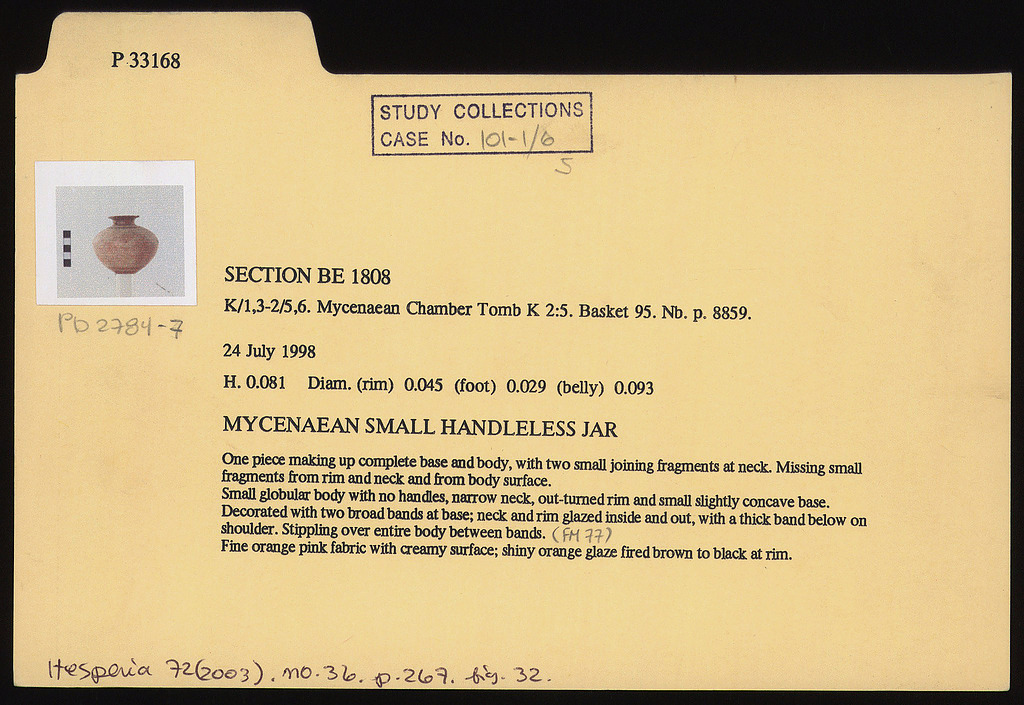 P 33168
STUDY COLLECTIONS
CASE No. 101-1/6
5
PD 2784-7
SECTION BE 1808
K/1,3-2/5,6. Mycenaean Chamber Tomb K 2:5. Basket 95. Nb. p. 8859.
24 July 1998
H. 0.081 Diam. (rim) 0.045 (foot) 0.029 (belly) 0.093
MYCENAEAN SMALL HANDLELESS JAR
One piece making up complete base and body, with two small joining fragments at neck. Missing small
fragments from rim and neck and from body surface.
Small globular body with no handles, narrow neck, out-turned rim and small slightly concave base.
Decorated with two broad bands at base; neck and rim glazed inside and out, with a thick band below on
shoulder. Stippling over entire body between bands. (FM 77)
Fine orange pink fabric with creamy surface; shiny orange glaze fired brown to black at rim.
Hesperia 72(2003). no. 36. p. 267. fig. 32.